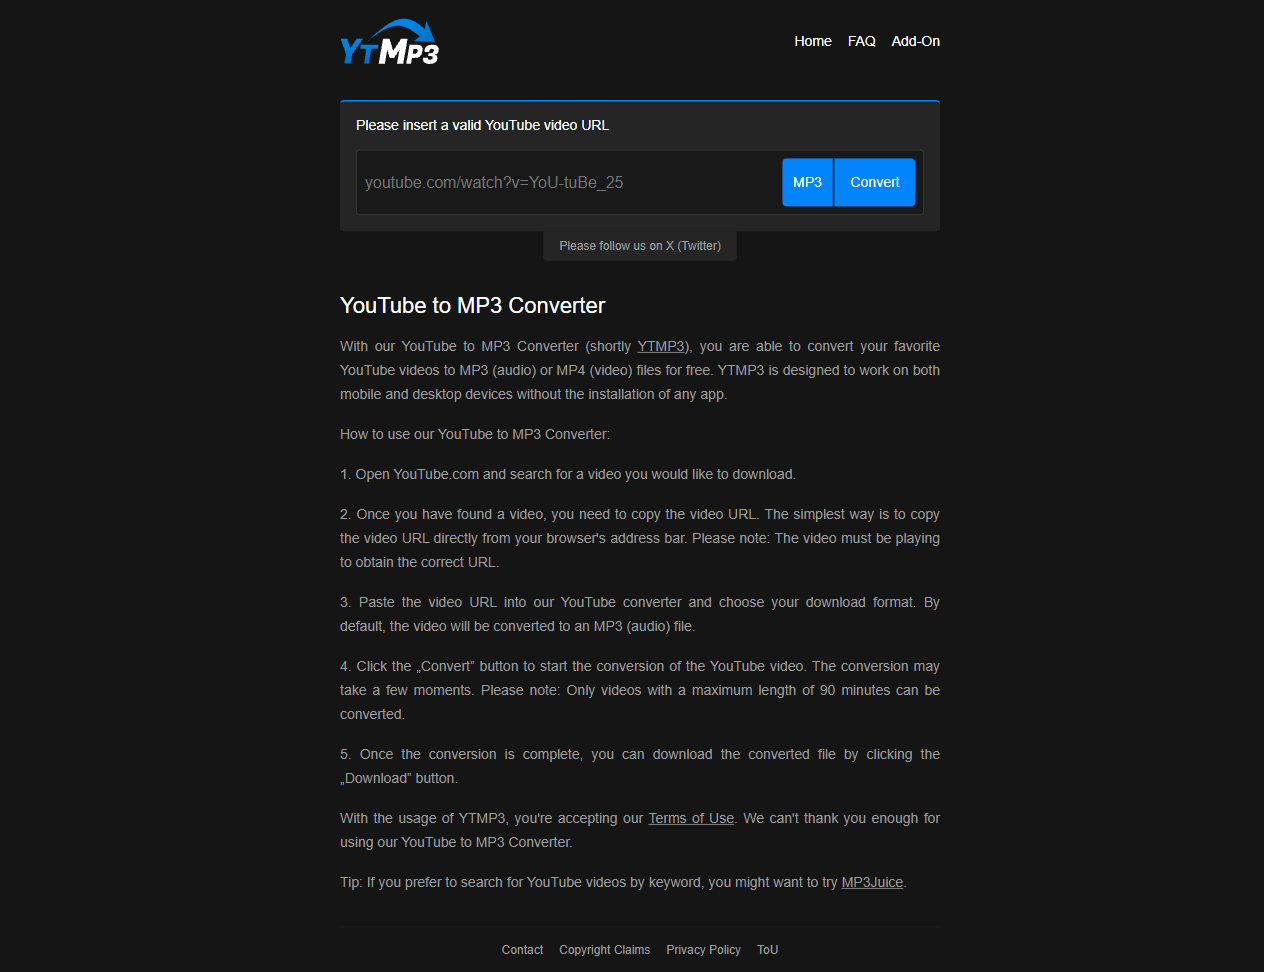 YTMP3
Home FAQ Add-On
Please insert a valid YouTube video URL
youtube.com/watch?v=YoU-tuBe_25
MP3 Convert
Please follow us on X (Twitter)
YouTube to MP3 Converter
With our YouTube to MP3 Converter (shortly YTMP3), you are able to convert your favorite
YouTube videos to MP3 (audio) or MP4 (video) files for free. YTMP3 is designed to work on both
mobile and desktop devices without the installation of any app.
How to use our YouTube to MP3 Converter:
1. Open YouTube.com and search for a video you would like to download.
2. Once you have found a video, you need to copy the video URL. The simplest way is to copy
the video URL directly from your browser's address bar. Please note: The video must be playing
to obtain the correct URL.
3. Paste the video URL into our YouTube converter and choose your download format. By
default, the video will be converted to an MP3 (audio) file.
4. Click the „Convert” button to start the conversion of the YouTube video. The conversion may
take a few moments. Please note: Only videos with a maximum length of 90 minutes can be
converted.
5. Once the conversion is complete, you can download the converted file by clicking the
„Download” button.
With the usage of YTMP3, you're accepting our Terms of Use. We can't thank you enough for
using our YouTube to MP3 Converter.
Tip: If you prefer to search for YouTube videos by keyword, you might want to try MP3Juice.
Contact Copyright Claims Privacy Policy ToU